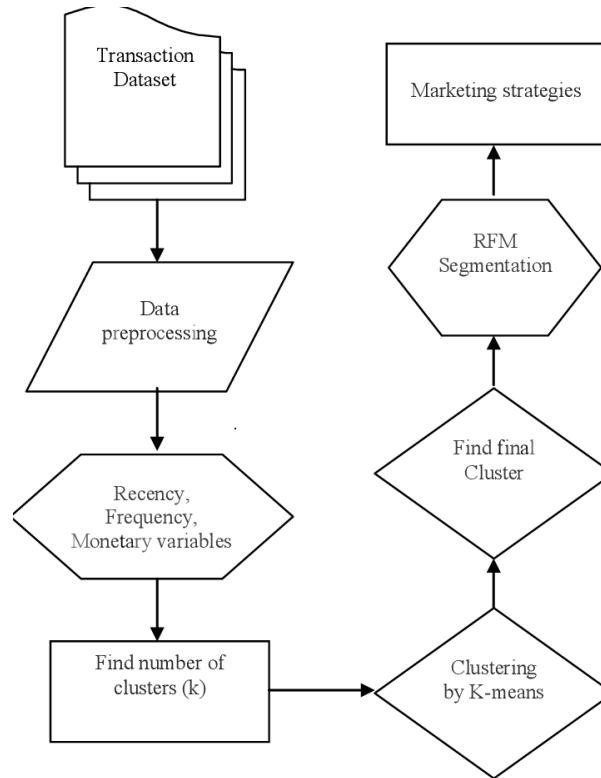 Transaction
Dataset
Data
preprocessing
Recency,
Frequency,
Monetary variables
Find number of
clusters (k)
Clustering
by K-means
Find final
Cluster
RFM
Segmentation
Marketing strategies